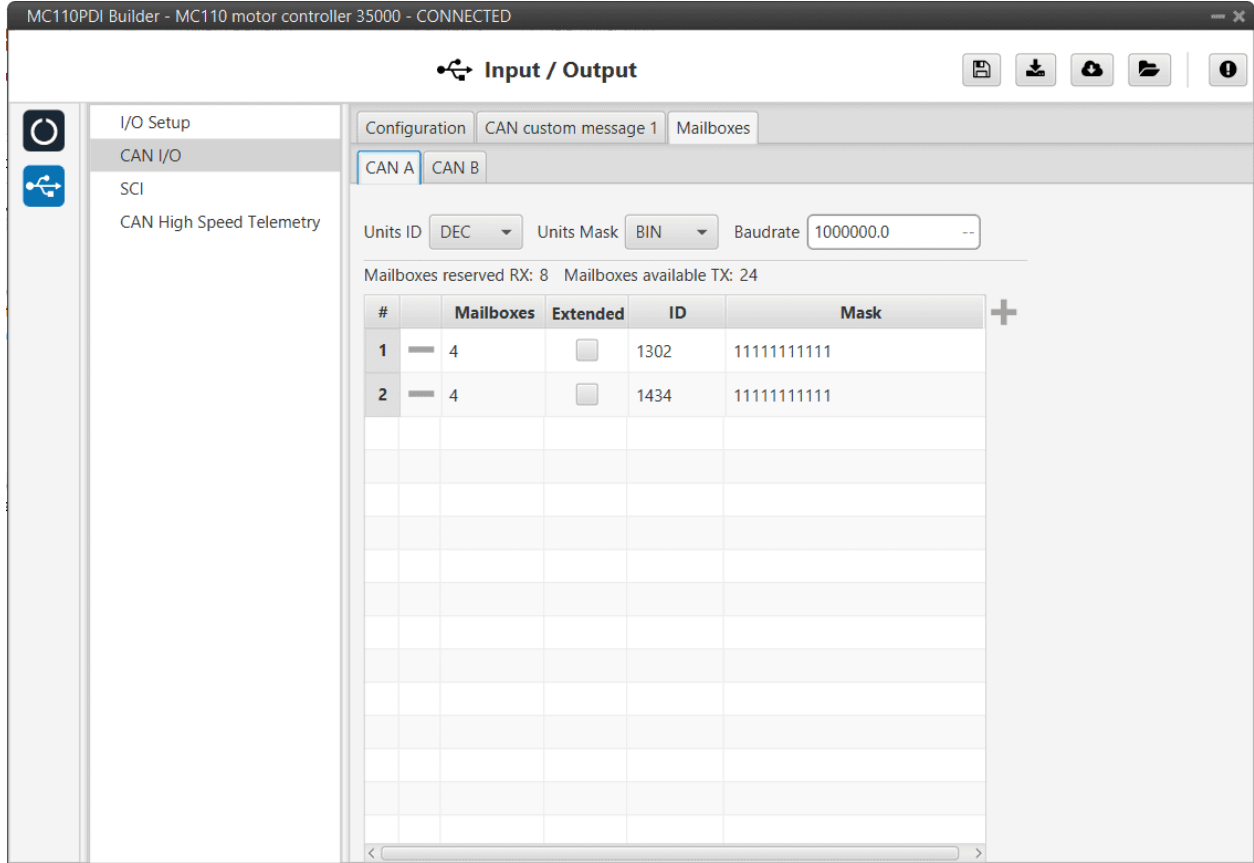 MC110PDI Builder - MC110 motor controller 35000 - CONNECTED
Input / Output
I/O Setup
CAN I/O
SCI
CAN High Speed Telemetry
Configuration CAN custom message 1 Mailboxes
CAN A CAN B
Units ID DEC Units Mask BIN Baudrate 1000000.0 --
Mailboxes reserved RX: 8 Mailboxes available TX: 24
# Mailboxes Extended ID Mask
1 4 1302 11111111111
2 4 1434 11111111111